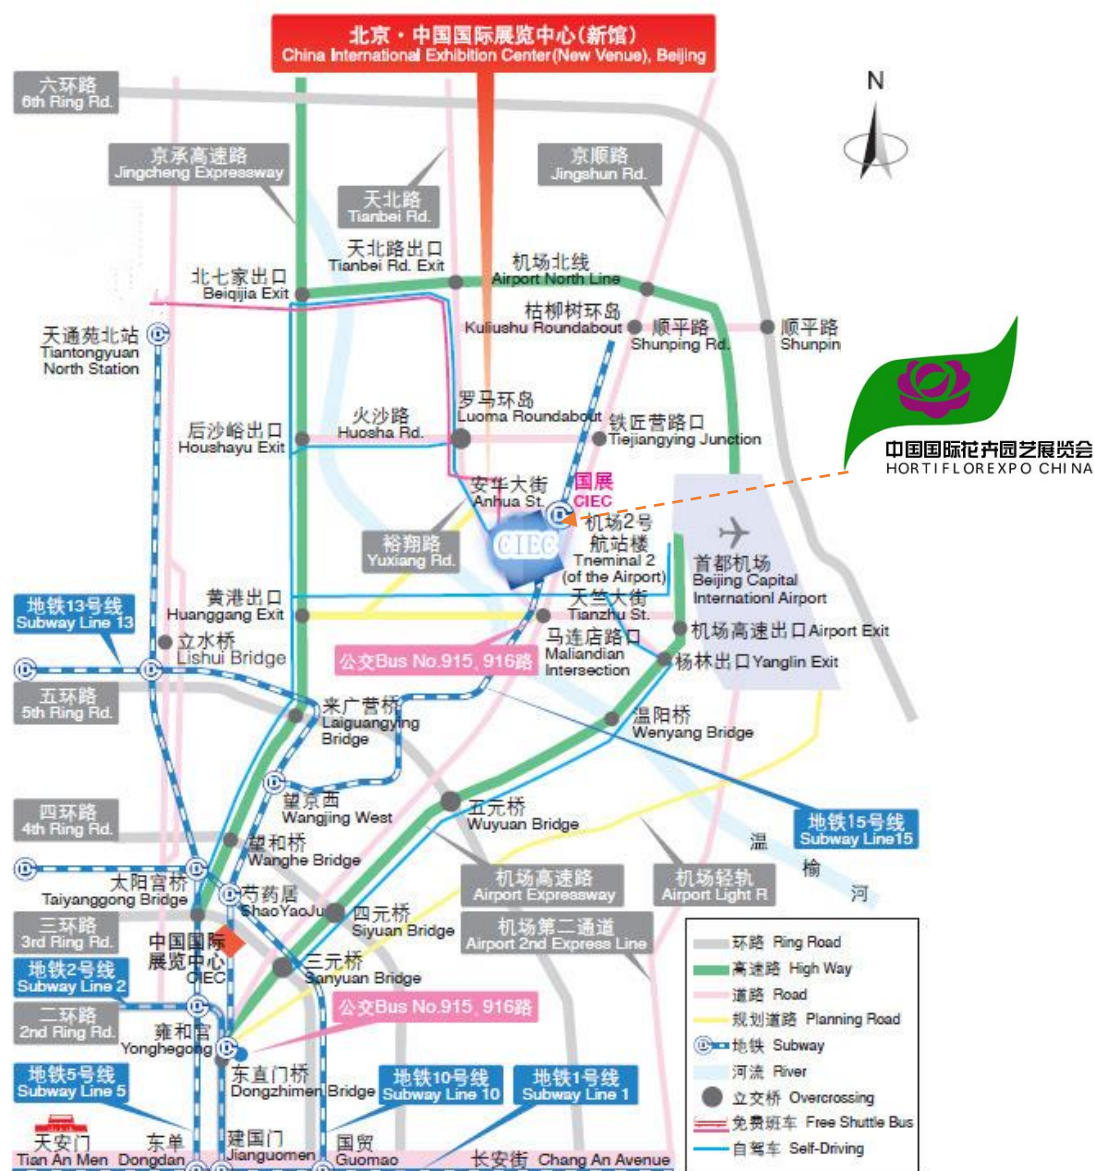 北京·中国国际展览中心(新馆)
China International Exhibition Center(New Venue), Beijing
六环路
6th Ring Rd.
N
京承高速路
Jingcheng Expressway
天北路
Tianbei Rd.
京顺路
Jingshun Rd.
天北路出口
Tianbei Rd. Exit
机场北线
Airport North Line
北七家出口
Beiqijia Exit
枯柳树环岛
Kuliushu Roundabout
顺平路
Shunping Rd.
顺平路
Shunpin
天通苑北站
Tiantongyuan
North Station
罗马环岛
Luoma Roundabout
火沙路
Huosha Rd.
后沙峪出口
Houshayu Exit
铁匠营路口
Tiejiangying Junction
中国国际花卉园艺展览会
HORTIFLOREXPO CHINA
安华大街
Anhua St.
国展
CIEC
CIEC
裕翔路
Yuxiang Rd.
机场2号
航站楼
Tneminal 2
(of the Airport)
首都机场
Beijing Capital
Internationl Airport
黄港出口
Huanggang Exit
天竺大街
Tianzhu St.
地铁13号线
Subway Line 13
立水桥
Lishui Bridge
公交Bus No.915, 916路
马连店路口
Maliandian
Intersection
机场高速出口Airport Exit
杨林出口Yanglin Exit
五环路
5th Ring Rd.
来广营桥
Laiguangying
Bridge
温阳桥
Wenyang Bridge
望京西
Wangjing West
五元桥
Wuyuan Bridge
四环路
4th Ring Rd.
望和桥
Wanghe Bridge
地铁15号线
Subway Line15
温
榆
河
太阳宫桥
Taiyanggong Bridge
芍药居
ShaoYaoJu
机场高速路
Airport Expressway
机场轻轨
Airport Light R
三环路
3rd Ring Rd.
四元桥
Siyuan Bridge
机场第二通道
Airport 2nd Express Line
中国国际
展览中心
CIEC
三元桥
Sanyuan Bridge
地铁2号线
Subway Line 2
公交Bus No.915, 916路
二环路
2nd Ring Rd.
雍和宫
Yonghegong
东直门桥
Dongzhimen Bridge
地铁5号线
Subway Line 5
地铁10号线
Subway Line 10
地铁1号线
Subway Line 1
天安门
Tian An Men
东单
Dongdan
建国门
Jianguomen
国贸
Guomao
长安街 Chang An Avenue
环路 Ring Road
高速路 High Way
道路 Road
规划道路 Planning Road
地铁 Subway
河流 River
立交桥 Overcrossing
免费班车 Free Shuttle Bus
自驾车 Self-Driving